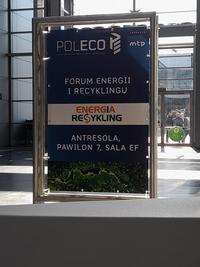 POLECO
mtp
FORUM ENERGII
I RECYKLINGU
ENERGIA
RECYKLING
ANTRESOLA,
PAWILON 7, SALA EF